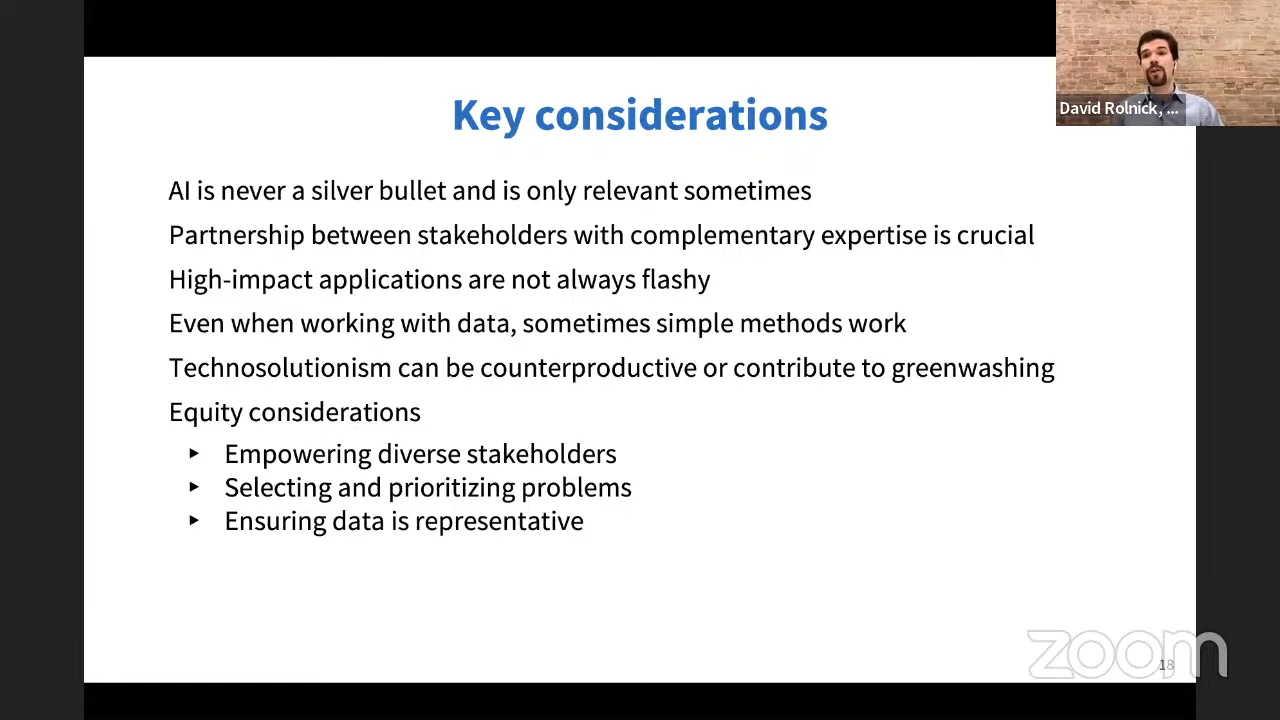 Key considerations
David Rolnick, ...
AI is never a silver bullet and is only relevant sometimes
Partnership between stakeholders with complementary expertise is crucial
High-impact applications are not always flashy
Even when working with data, sometimes simple methods work
Technosolutionism can be counterproductive or contribute to greenwashing
Equity considerations
‣ Empowering diverse stakeholders
‣ Selecting and prioritizing problems
‣ Ensuring data is representative
zoom
18